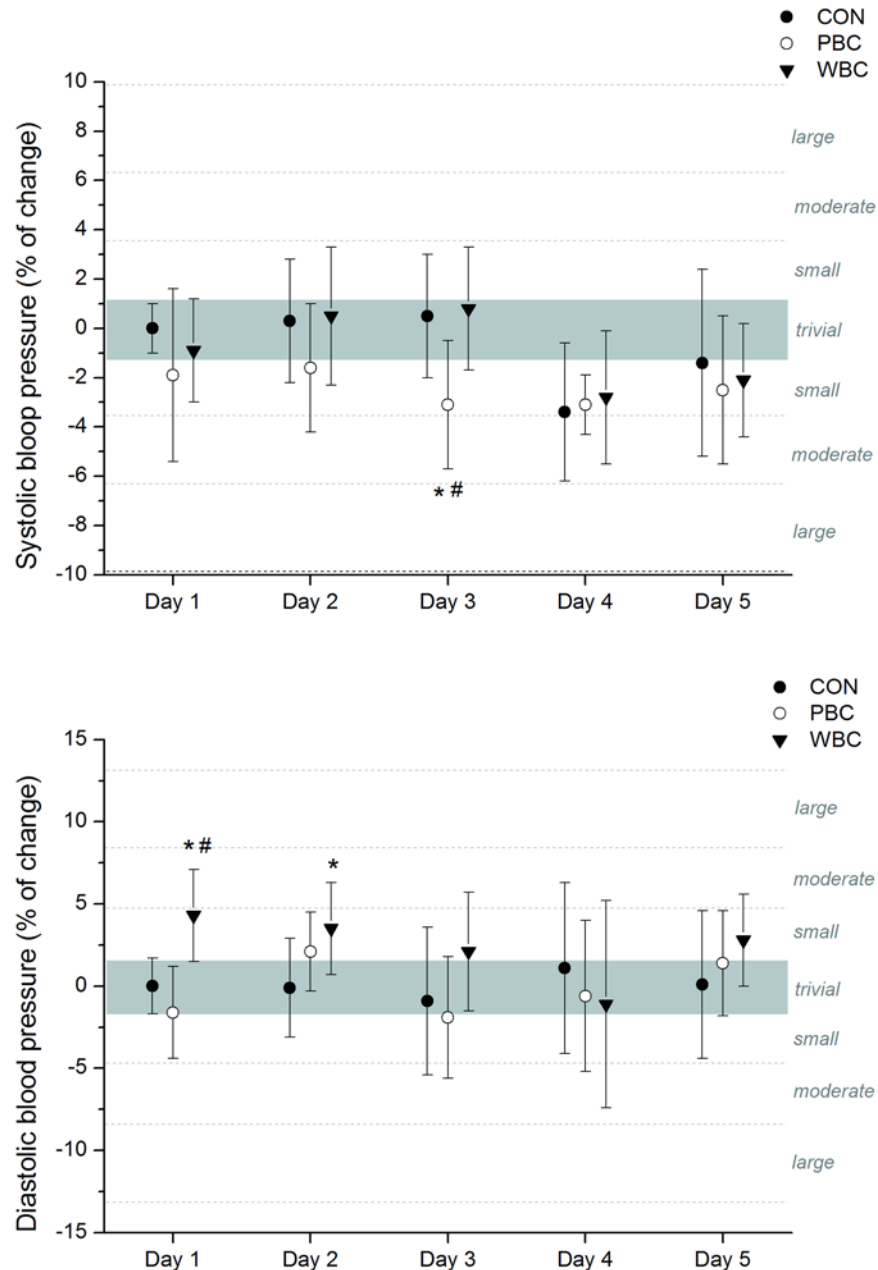 CON
PBC
WBC
Systolic bloop pressure (% of change)
10
8
6
4
2
0
-2
-4
-6
-8
-10
large
moderate
small
trivial
small
moderate
large
* #
Day 1 Day 2 Day 3 Day 4 Day 5
CON
PBC
WBC
Diastolic blood pressure (% of change)
15
10
5
0
-5
-10
-15
large
moderate
small
trivial
small
moderate
large
* #
*
Day 1 Day 2 Day 3 Day 4 Day 5